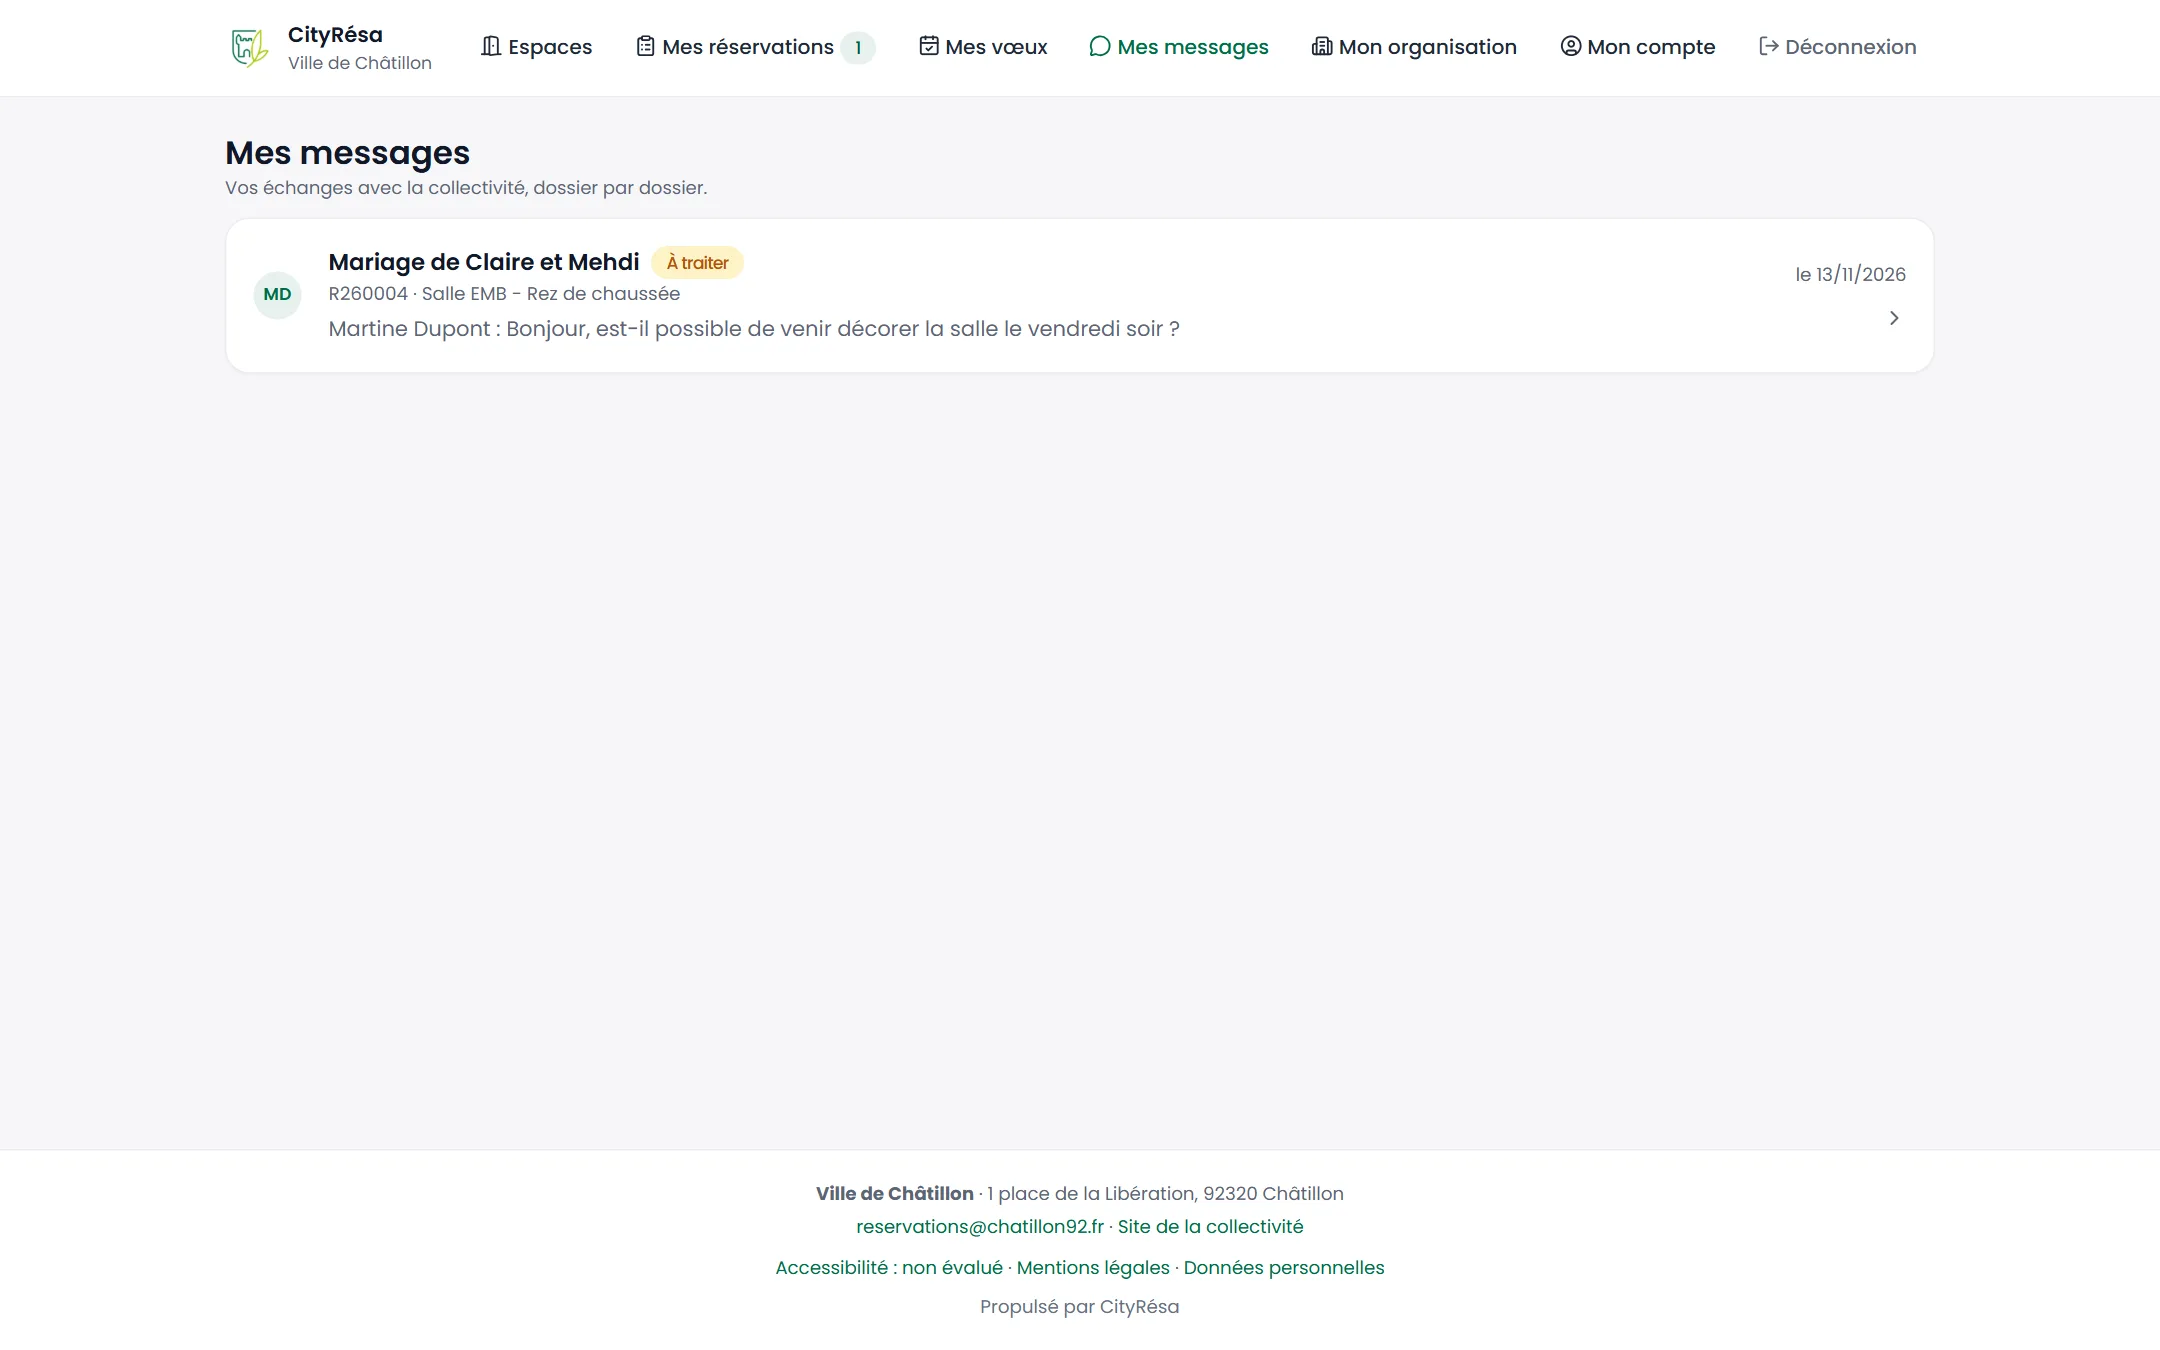 CityRésa
Ville de Châtillon
Espaces
Mes réservations 1
Mes vœux
Mes messages
Mon organisation
Mon compte
Déconnexion
Mes messages
Vos échanges avec la collectivité, dossier par dossier.
MD
Mariage de Claire et Mehdi À traiter
R260004 · Salle EMB - Rez de chaussée
Martine Dupont : Bonjour, est-il possible de venir décorer la salle le vendredi soir ?
le 13/11/2026
Ville de Châtillon · 1 place de la Libération, 92320 Châtillon
reservations@chatillon92.fr · Site de la collectivité
Accessibilité : non évalué · Mentions légales · Données personnelles
Propulsé par CityRésa